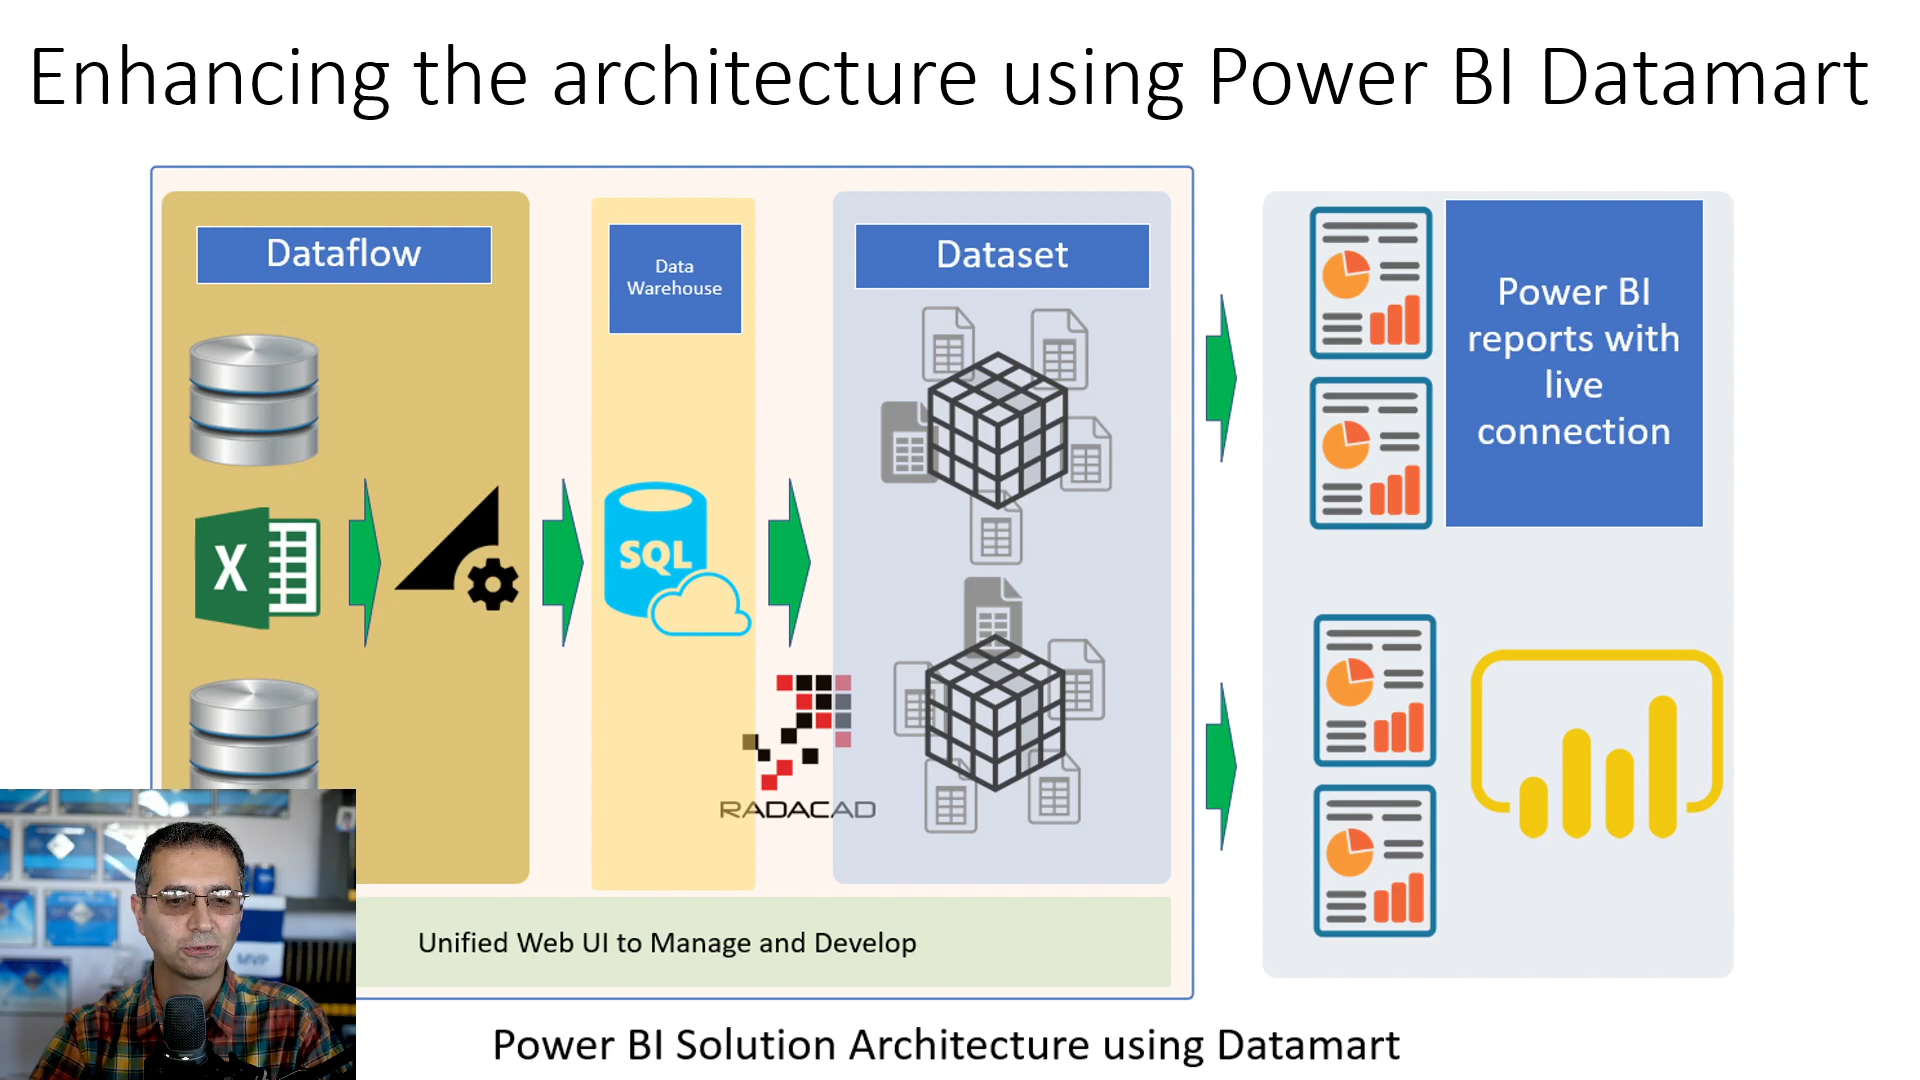 Enhancing the architecture using Power BI Datamart
Dataflow
Data
Warehouse
Dataset
Power BI
reports with
live
connection
X
SQL
RADACAD
MVP
Unified Web UI to Manage and Develop
Power BI Solution Architecture using Datamart